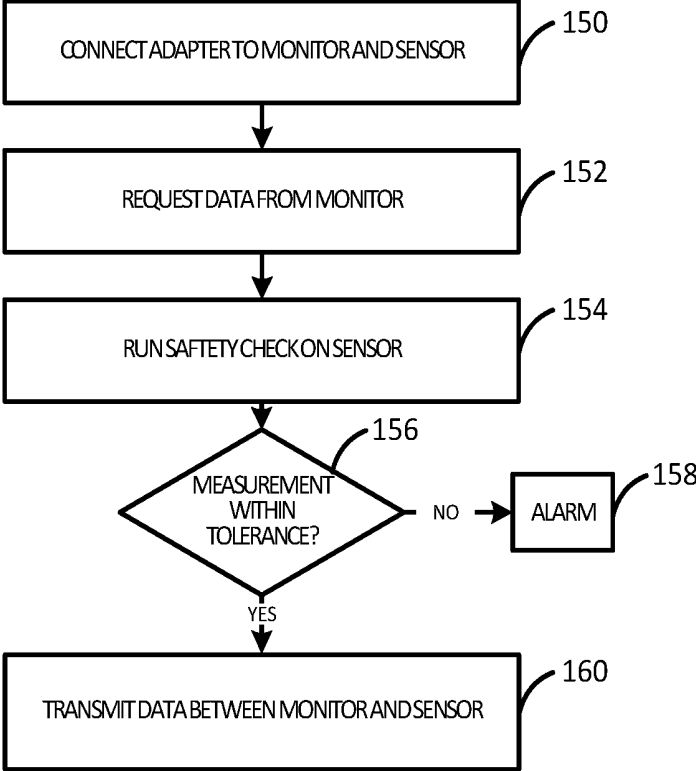 CONNECT ADAPTER TO MONITOR AND SENSOR
150
REQUEST DATA FROM MONITOR
152
RUN SAFTETY CHECK ON SENSOR
154
156
MEASUREMENT
WITHIN
TOLERANCE?
NO
ALARM
158
YES
TRANSMIT DATA BETWEEN MONITOR AND SENSOR
160